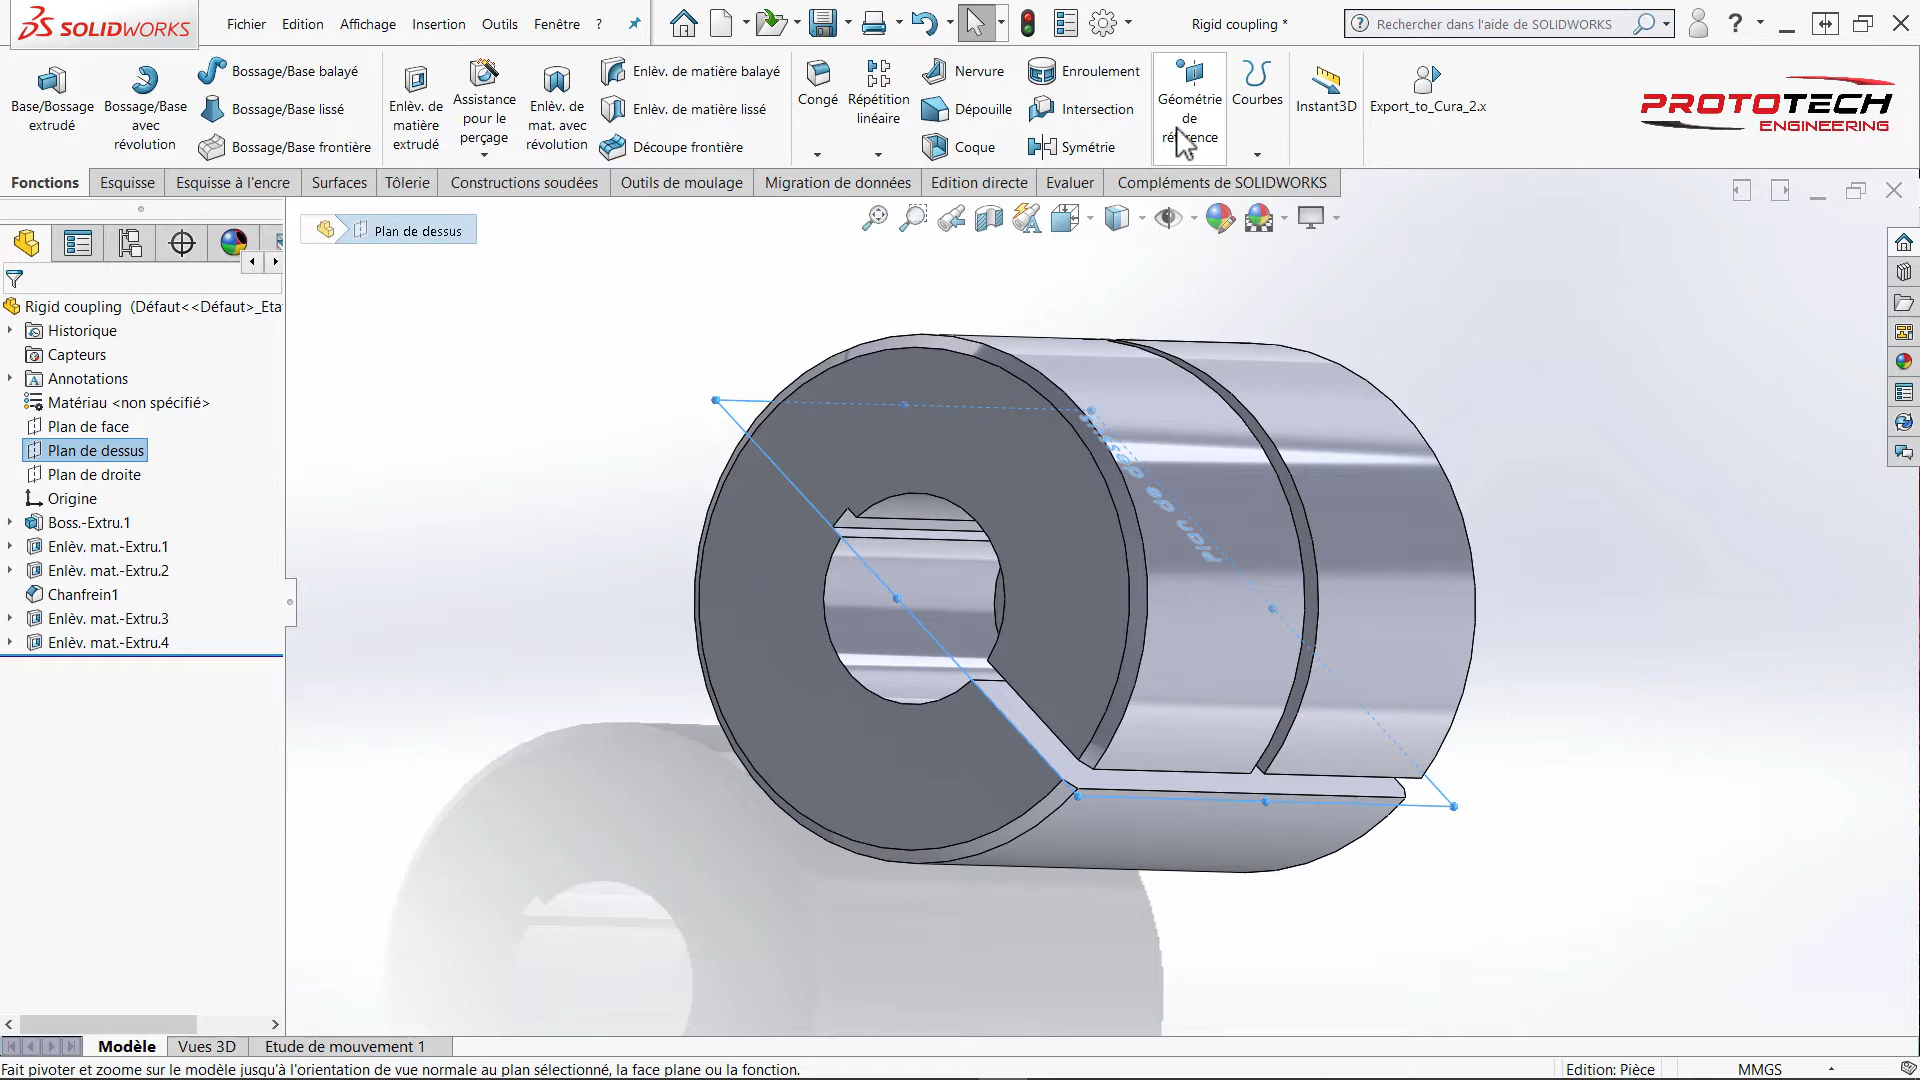 SOLIDWORKS
Fichier Edition Affichage Insertion Outils Fenêtre ?
Rigid coupling *
Rechercher dans l'aide de SOLIDWORKS
?
Base/Bossage extrudé
Bossage/Base avec révolution
Bossage/Base balayé
Bossage/Base lissé
Bossage/Base frontière
Enlèv. de matière extrudé
Assistance pour le perçage
Enlèv. de mat. avec révolution
Enlèv. de matière balayé
Enlèv. de matière lissé
Découpe frontière
Congé
Répétition linéaire
Nervure
Dépouille
Coque
Enroulement
Intersection
Symétrie
Géométrie de référence
Courbes
Instant3D
Export_to_Cura_2.x
PROTOTECH
ENGINEERING
Fonctions Esquisse Esquisse à l'encre Surfaces Tôlerie Constructions soudées Outils de moulage Migration de données Edition directe Evaluer Compléments de SOLIDWORKS
Plan de dessus
Rigid coupling (Défaut<<Défaut>_Eta
Historique
Capteurs
Annotations
Matériau <non spécifié>
Plan de face
Plan de dessus
Plan de droite
Origine
Boss.-Extru.1
Enlèv. mat.-Extru.1
Enlèv. mat.-Extru.2
Chanfrein1
Enlèv. mat.-Extru.3
Enlèv. mat.-Extru.4
Plan de dessus
Modèle Vues 3D Etude de mouvement 1
Fait pivoter et zoome sur le modèle jusqu'à l'orientation de vue normale au plan sélectionné, la face plane ou la fonction.
Edition: Pièce
MMGS